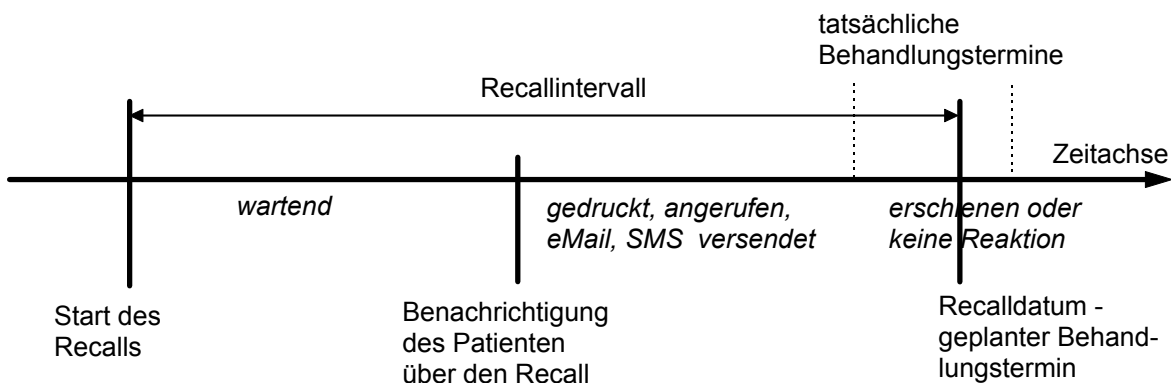 tatsächliche
Behandlungstermine
Recallintervall
Zeitachse
wartend
gedruckt, angerufen,
eMail, SMS versendet
erschienen oder
keine Reaktion
Start des
Recalls
Benachrichtigung
des Patienten
über den Recall
Recalldatum -
geplanter Behand-
lungstermin